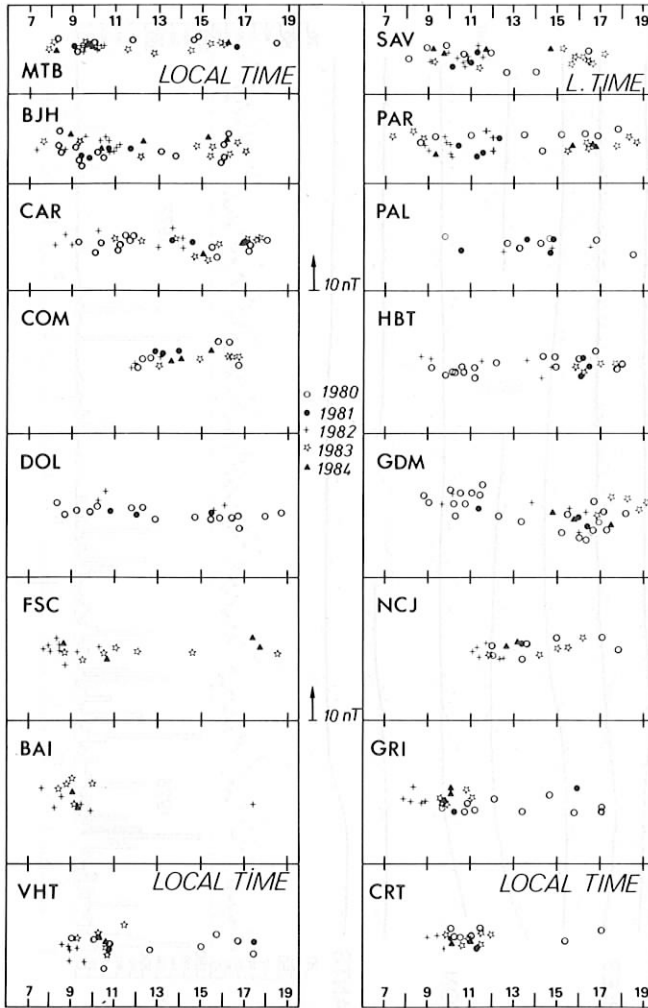 7 9 11 13 15 17 19
MTB LOCAL TIME
BJH
CAR
COM
DOL
FSC
BAI
LOCAL TIME
VHT
7 9 11 13 15 17 19
10 nT
○ 1980
● 1981
+ 1982
☆ 1983
▲ 1984
10 nT
7 9 11 13 15 17 19
SAV
L. TIME
PAR
PAL
HBT
GDM
NCJ
GRI
LOCAL TIME
CRT
7 9 11 13 15 17 19